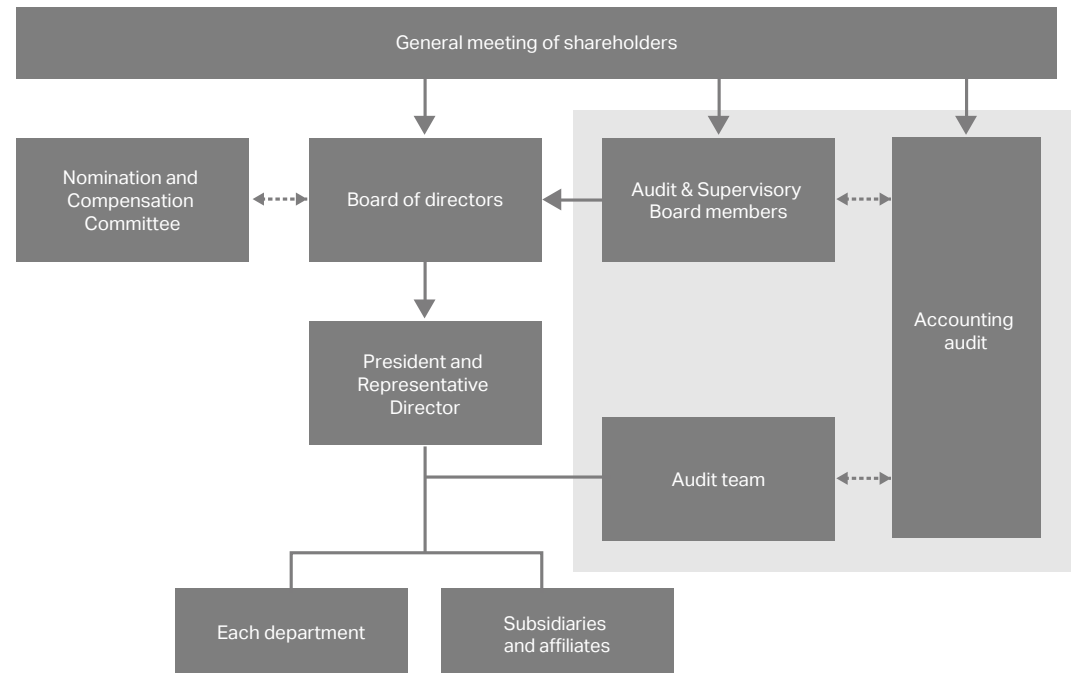 General meeting of shareholders
Nomination and
Compensation
Committee
Board of directors
Audit & Supervisory
Board members
Accounting
audit
President and
Representative
Director
Audit team
Each department
Subsidiaries
and affiliates